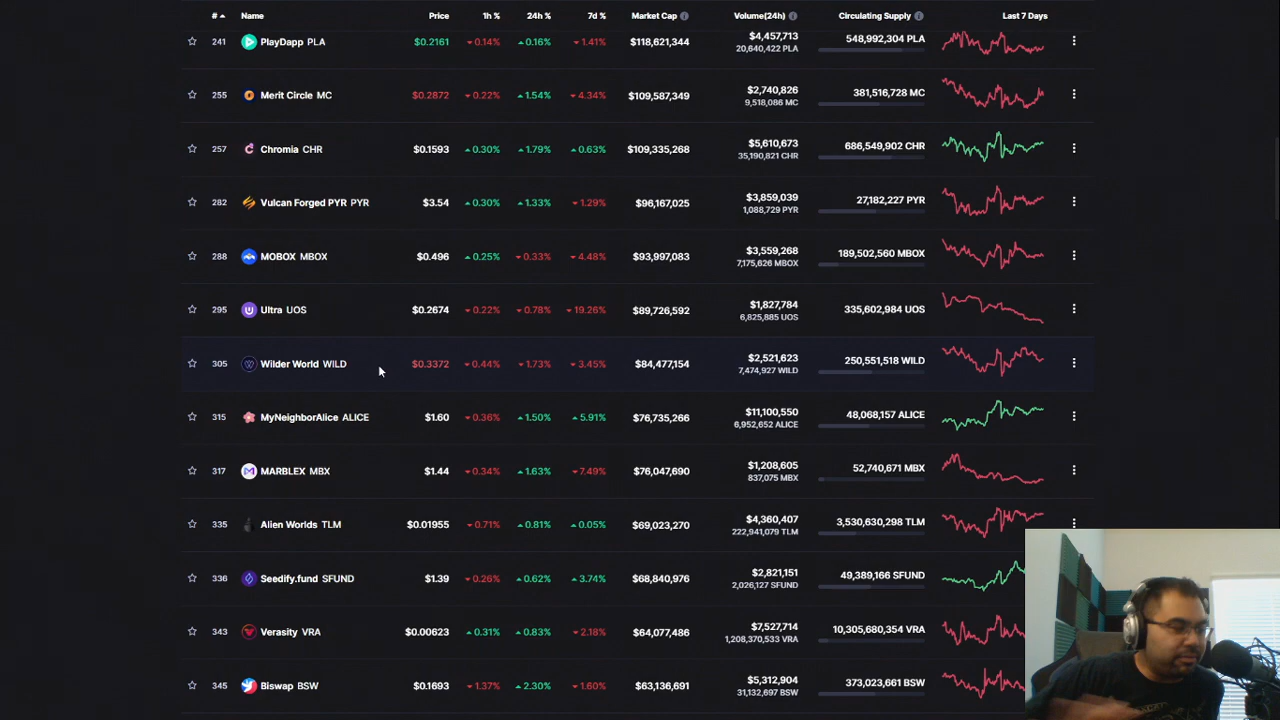 # Name Price 1h % 24h % 7d % Market Cap Volume(24h) Circulating Supply Last 7 Days
241 PlayDapp PLA $0.2161 0.14% 0.16% 1.41% $118,621,344 $4,457,713 548,992,304 PLA
20,640,422 PLA
255 Merit Circle MC $0.2872 0.22% 1.54% 4.34% $109,587,349 $2,740,826 381,516,728 MC
9,518,086 MC
257 Chromia CHR $0.1593 0.30% 1.79% 0.63% $109,335,268 $5,610,673 686,549,902 CHR
35,190,821 CHR
282 Vulcan Forged PYR PYR $3.54 0.30% 1.33% 1.29% $96,167,025 $3,859,039 27,182,227 PYR
1,088,729 PYR
288 MOBOX MBOX $0.496 0.25% 0.33% 4.48% $93,997,083 $3,559,268 189,502,560 MBOX
7,175,626 MBOX
295 Ultra UOS $0.2674 0.22% 0.78% 19.26% $89,726,592 $1,827,784 335,602,984 UOS
6,825,885 UOS
305 Wilder World WILD $0.3372 0.44% 1.73% 3.45% $84,477,154 $2,521,623 250,551,518 WILD
7,474,927 WILD
315 MyNeighborAlice ALICE $1.60 0.36% 1.50% 5.91% $76,735,266 $11,100,550 48,068,157 ALICE
6,952,652 ALICE
317 MARBLEX MBX $1.44 0.34% 1.63% 7.49% $76,047,690 $1,208,605 52,740,671 MBX
837,075 MBX
335 Alien Worlds TLM $0.01955 0.71% 0.81% 0.05% $69,023,270 $4,360,407 3,530,630,298 TLM
222,941,079 TLM
336 Seedify.fund SFUND $1.39 0.26% 0.62% 3.74% $68,840,976 $2,821,151 49,389,166 SFUND
2,026,127 SFUND
343 Verasity VRA $0.00623 0.31% 0.83% 2.18% $64,077,486 $7,527,714 10,305,680,354 VRA
1,208,370,533 VRA
345 Biswap BSW $0.1693 1.37% 2.30% 1.60% $63,136,691 $5,312,904 373,023,661 BSW
31,132,697 BSW